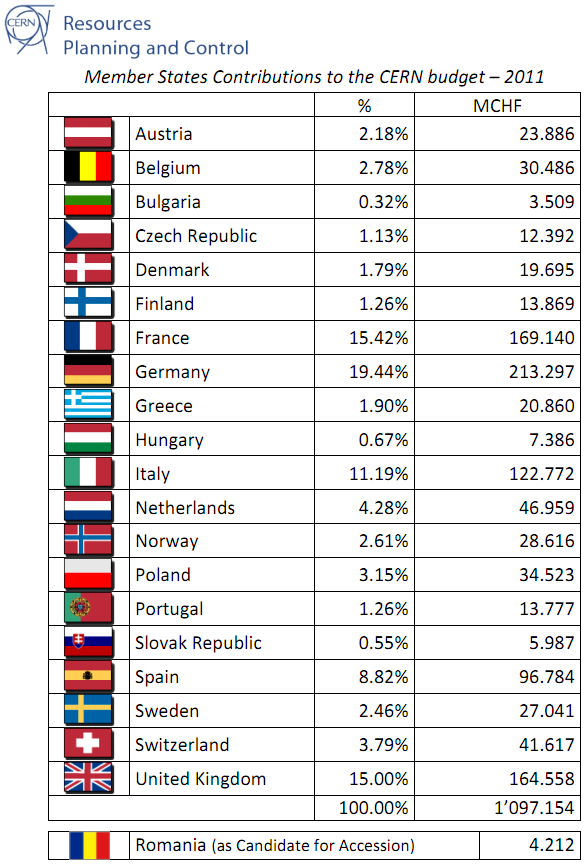 CERN
Resources
Planning and Control
Member States Contributions to the CERN budget – 2011
% MCHF
Austria 2.18% 23.886
Belgium 2.78% 30.486
Bulgaria 0.32% 3.509
Czech Republic 1.13% 12.392
Denmark 1.79% 19.695
Finland 1.26% 13.869
France 15.42% 169.140
Germany 19.44% 213.297
Greece 1.90% 20.860
Hungary 0.67% 7.386
Italy 11.19% 122.772
Netherlands 4.28% 46.959
Norway 2.61% 28.616
Poland 3.15% 34.523
Portugal 1.26% 13.777
Slovak Republic 0.55% 5.987
Spain 8.82% 96.784
Sweden 2.46% 27.041
Switzerland 3.79% 41.617
United Kingdom 15.00% 164.558
100.00% 1’097.154
Romania (as Candidate for Accession) 4.212